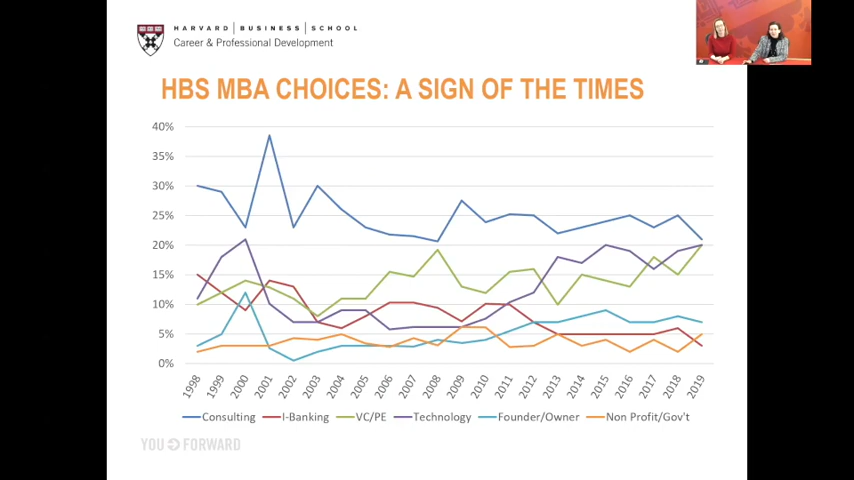 HARVARD | BUSINESS | SCHOOL
Career & Professional Development
HBS MBA CHOICES: A SIGN OF THE TIMES
40%
35%
30%
25%
20%
15%
10%
5%
0%
1998 1999 2000 2001 2002 2003 2004 2005 2006 2007 2008 2009 2010 2011 2012 2013 2014 2015 2016 2017 2018 2019
Consulting I-Banking VC/PE Technology Founder/Owner Non Profit/Gov't
YOU FORWARD